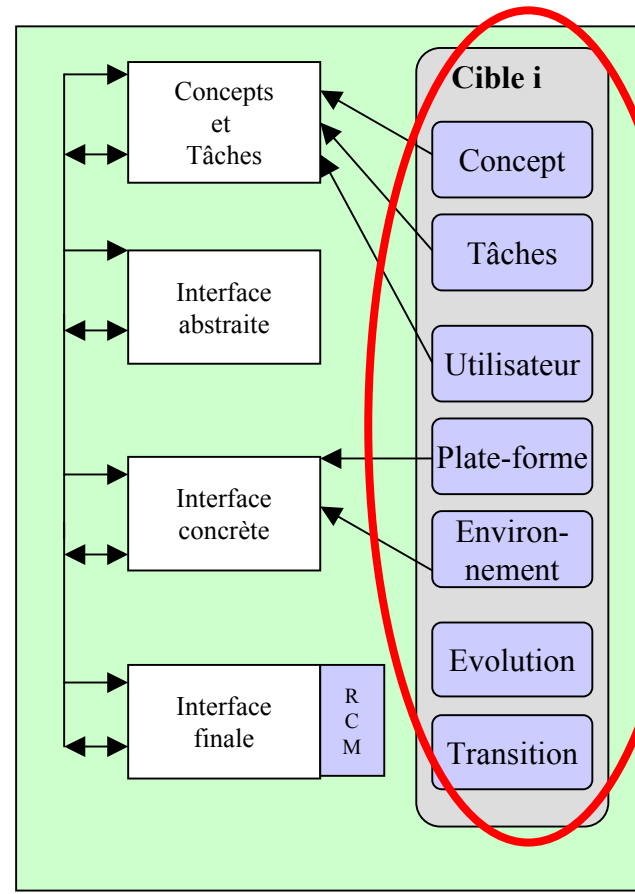 Concepts
et
Tâches
Interface
abstraite
Interface
concrète
Interface
finale
R
C
M
Cible i
Concept
Tâches
Utilisateur
Plate-forme
Environ-
nement
Evolution
Transition